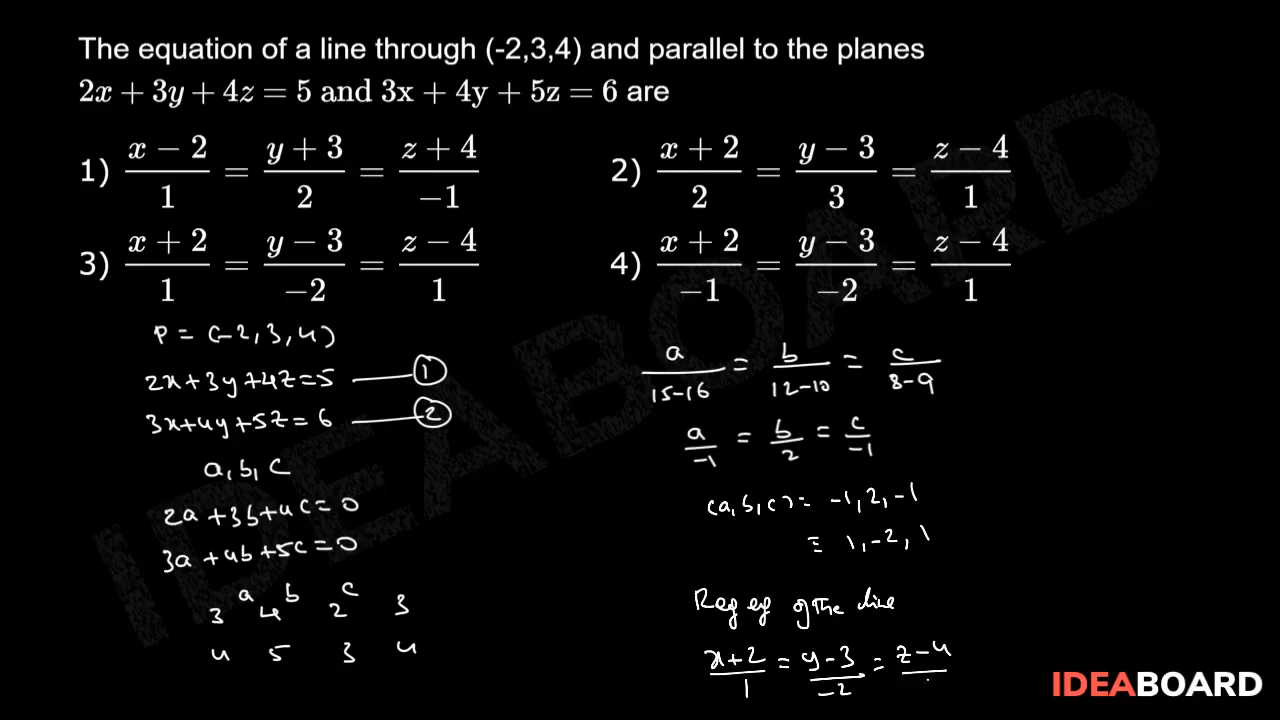 The equation of a line through (-2,3,4) and parallel to the planes
2x + 3y + 4z = 5 and 3x + 4y + 5z = 6 are
1) (x − 2)/1 = (y + 3)/2 = (z + 4)/−1
2) (x + 2)/2 = (y − 3)/3 = (z − 4)/1
3) (x + 2)/1 = (y − 3)/−2 = (z − 4)/1
4) (x + 2)/−1 = (y − 3)/−2 = (z − 4)/1
P = (-2, 3, 4)
2x+3y+4z=5 —— ①
3x+4y+5z=6 —— ②
a, b, c
2a+3b+4c=0
3a+4b+5c=0
a b c
3 4 2 3
4 5 3 4
a/(15-16) = b/(12-10) = c/(8-9)
a/-1 = b/2 = c/-1
(a, b, c) = -1, 2, -1
≡ 1, -2, 1
Req eq of the line
(x+2)/1 = (y-3)/-2 = (z-4)/
IDEABOARD
IDEABOARD